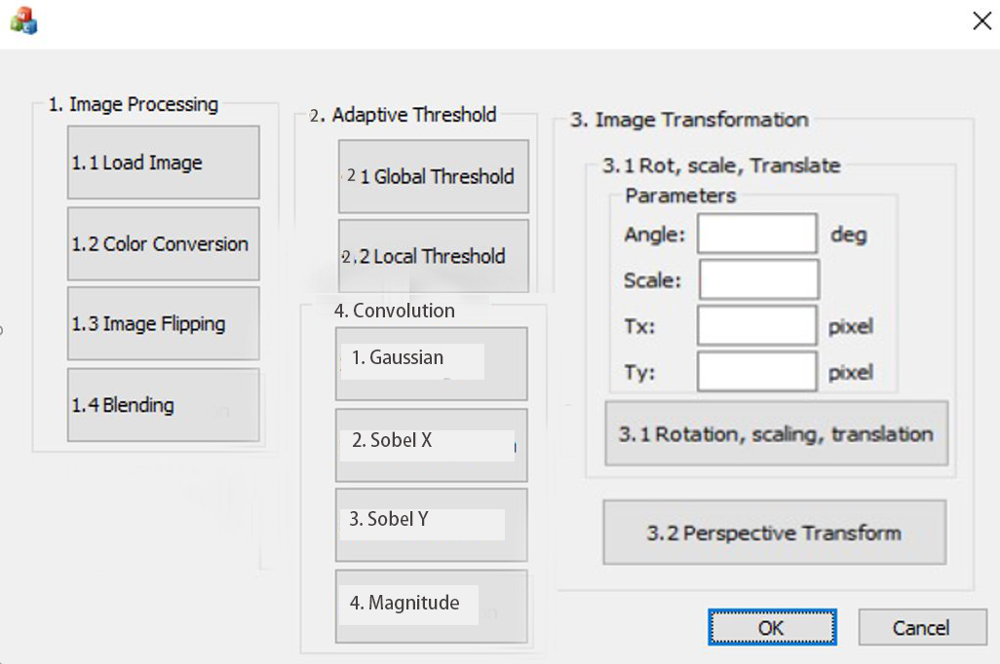 1. Image Processing
1.1 Load Image
1.2 Color Conversion
1.3 Image Flipping
1.4 Blending
2. Adaptive Threshold
2 1 Global Threshold
2,2 Local Threshold
4. Convolution
1. Gaussian
2. Sobel X
3. Sobel Y
4. Magnitude
3. Image Transformation
3.1 Rot, scale, Translate
Parameters
Angle: deg
Scale:
Tx: pixel
Ty: pixel
3.1 Rotation, scaling, translation
3.2 Perspective Transform
OK Cancel